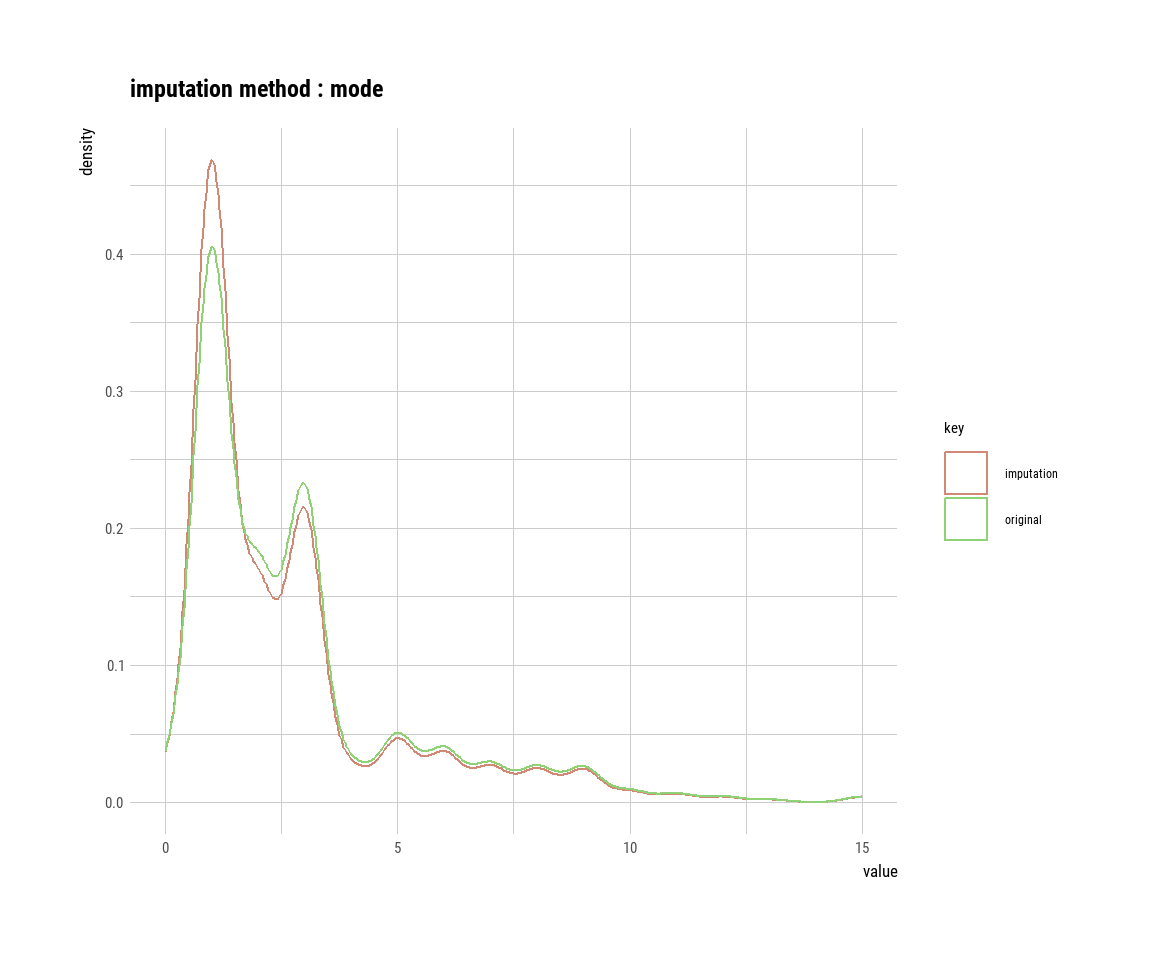 imputation method : mode
density
0.4
0.3
0.2
0.1
0.0
0 5 10 15
value
key
imputation
original